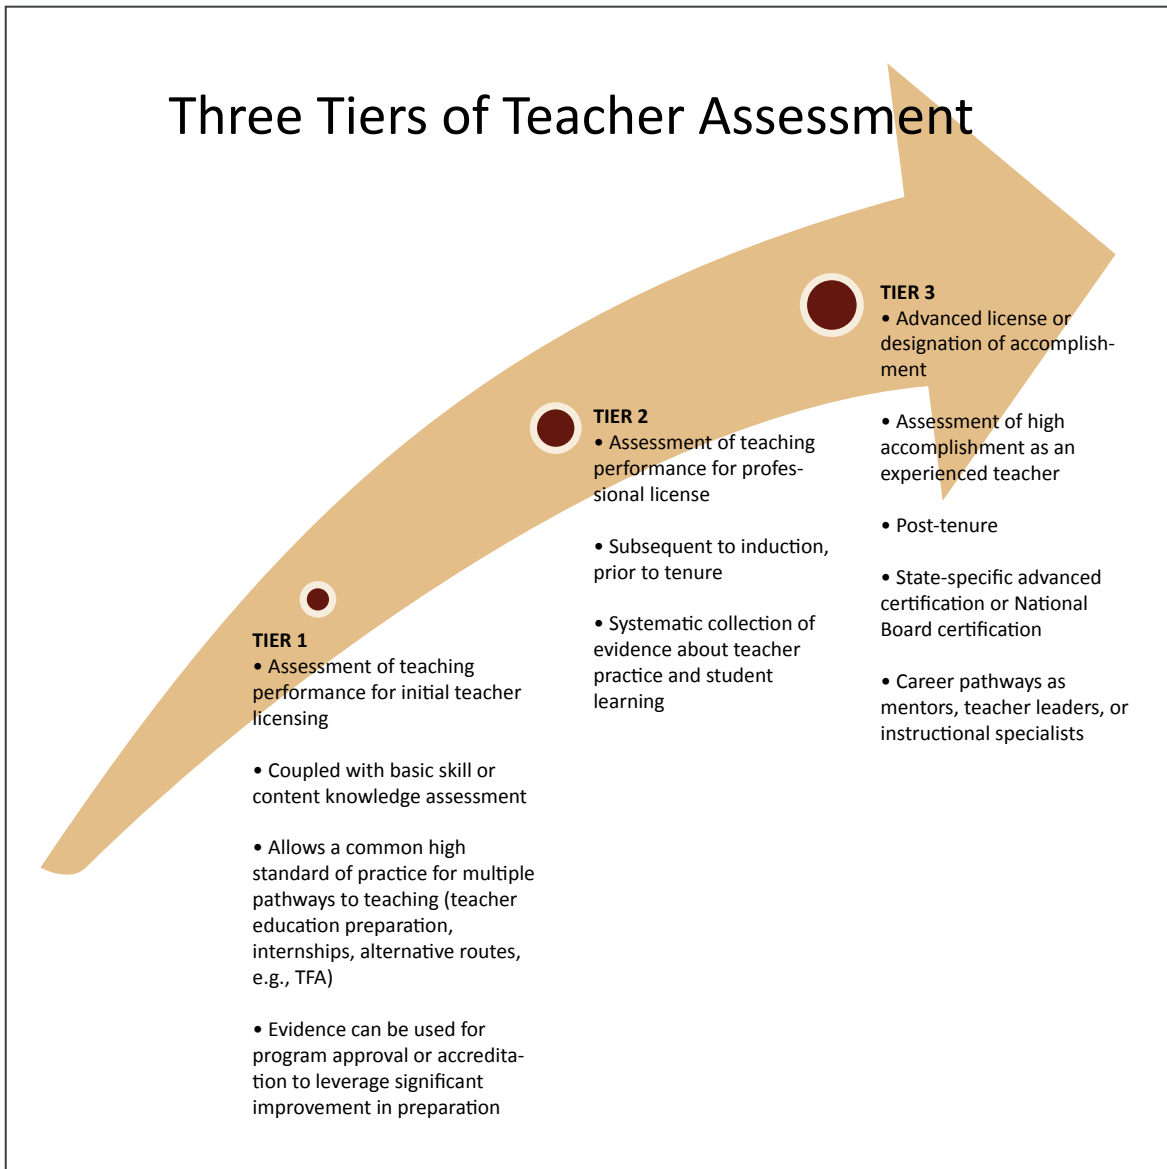 Three Tiers of Teacher Assessment
TIER 1
• Assessment of teaching
performance for initial teacher
licensing
• Coupled with basic skill or
content knowledge assessment
• Allows a common high
standard of practice for multiple
pathways to teaching (teacher
education preparation,
internships, alternative routes,
e.g., TFA)
• Evidence can be used for
program approval or accredita-
tion to leverage significant
improvement in preparation
TIER 2
• Assessment of teaching
performance for profes-
sional license
• Subsequent to induction,
prior to tenure
• Systematic collection of
evidence about teacher
practice and student
learning
TIER 3
• Advanced license or
designation of accomplish-
ment
• Assessment of high
accomplishment as an
experienced teacher
• Post-tenure
• State-specific advanced
certification or National
Board certification
• Career pathways as
mentors, teacher leaders, or
instructional specialists